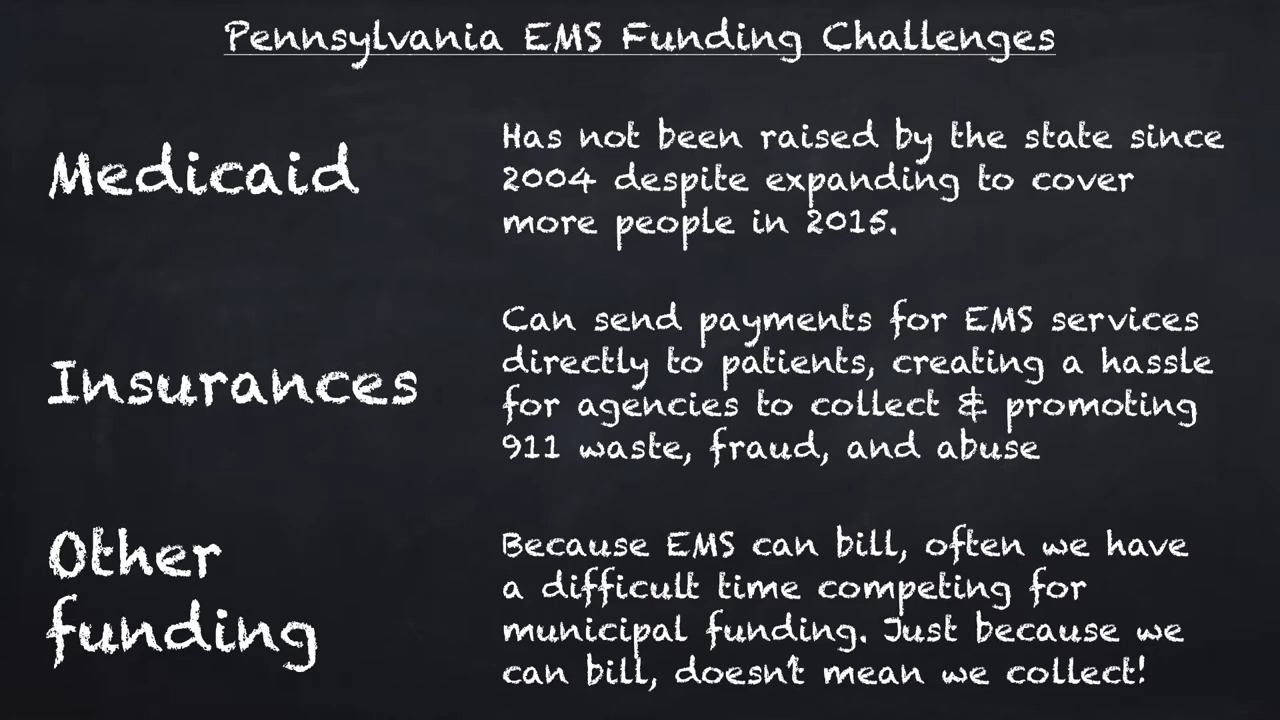 Pennsylvania EMS Funding Challenges
Medicaid
Has not been raised by the state since
2004 despite expanding to cover
more people in 2015.
Insurances
Can send payments for EMS services
directly to patients, creating a hassle
for agencies to collect & promoting
911 waste, fraud, and abuse
Other
funding
Because EMS can bill, often we have
a difficult time competing for
municipal funding. Just because we
can bill, doesn't mean we collect!